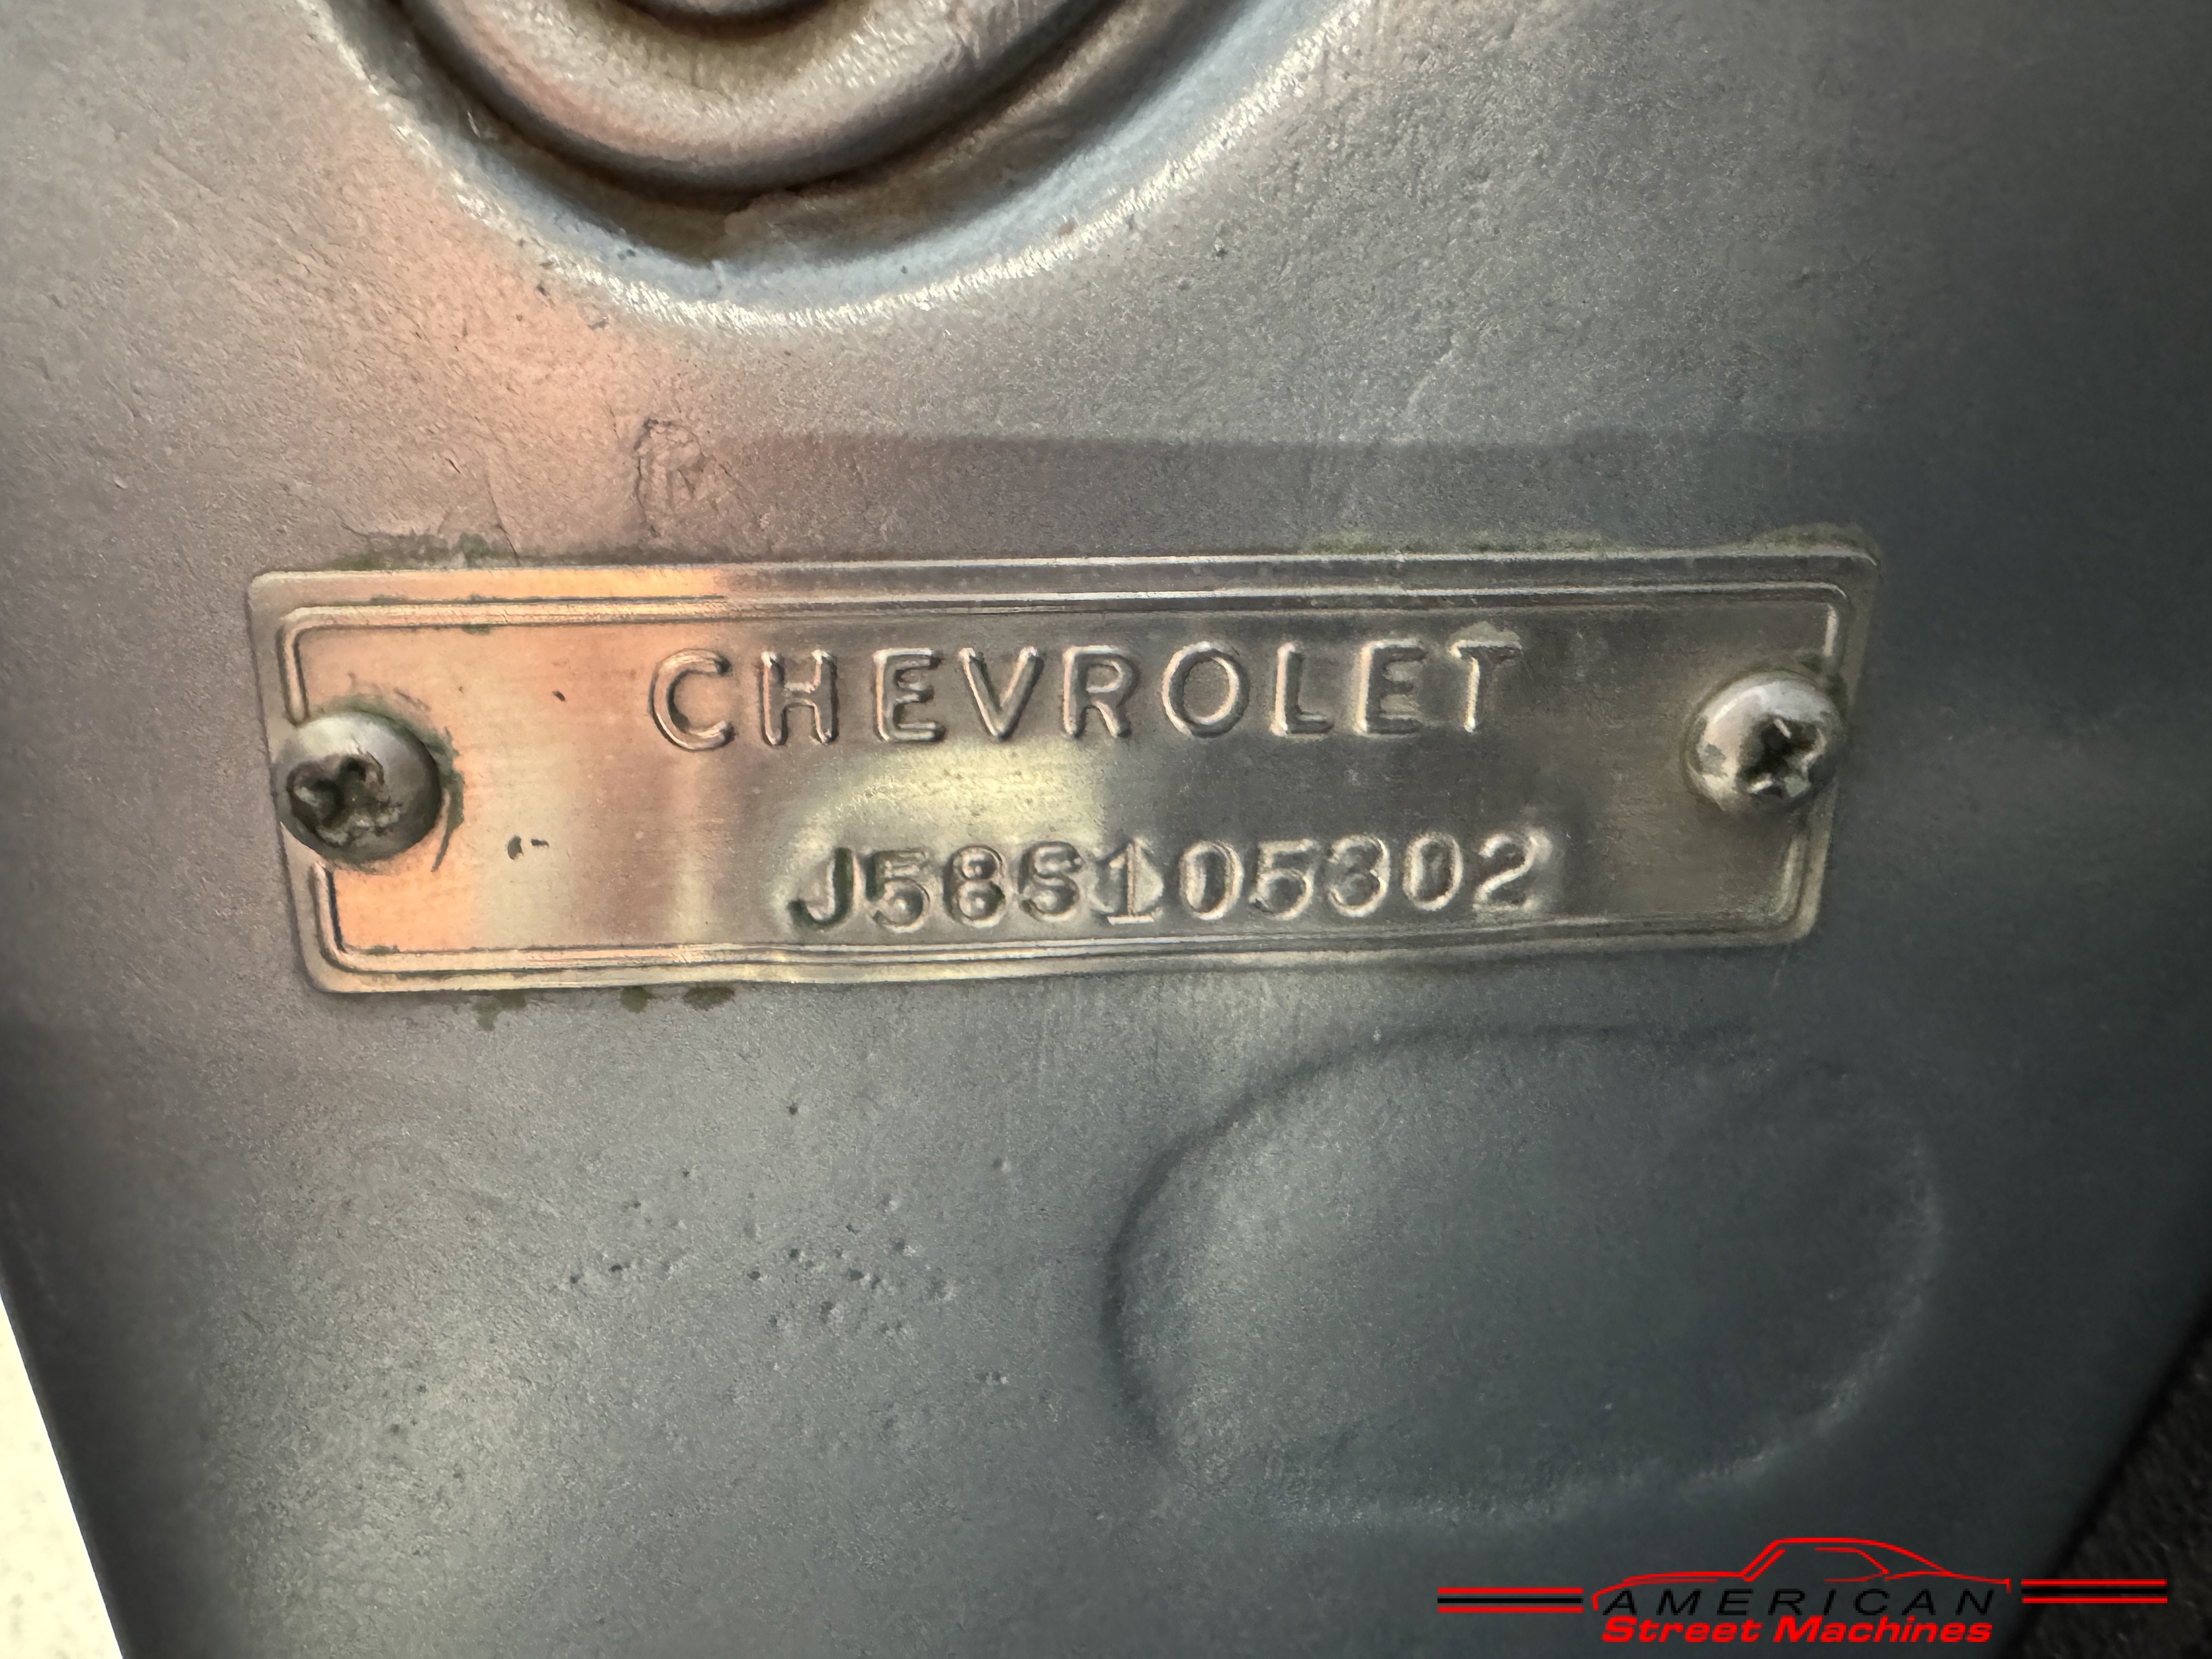 CHEVROLET
J58S105302
AMERICAN
Street Machines